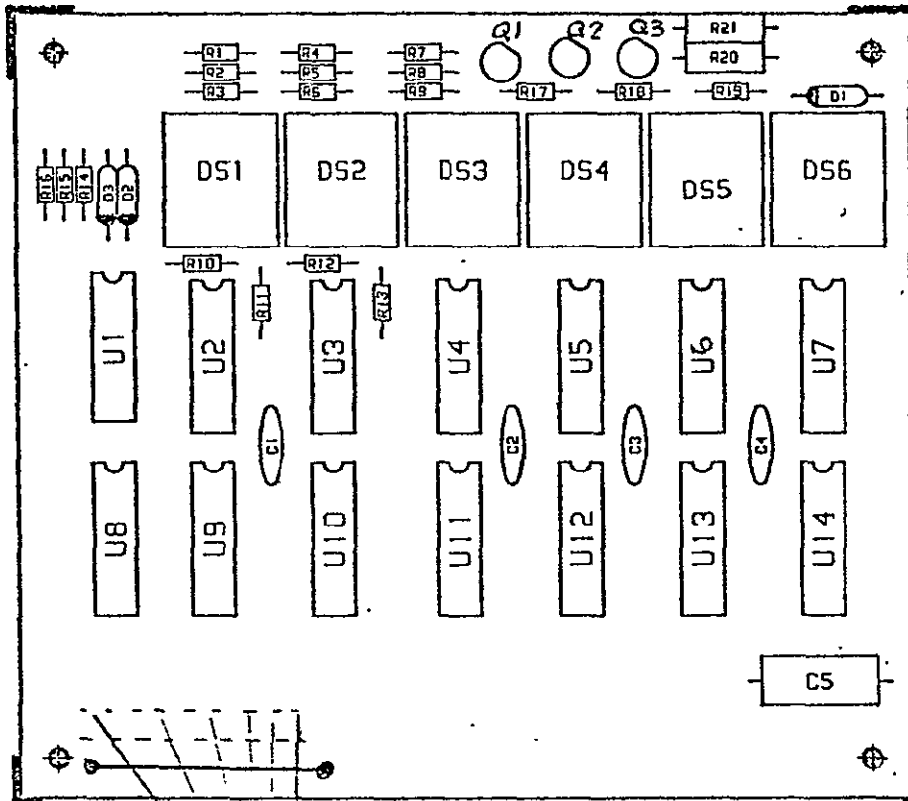 Q1 Q2 Q3 R21
R1 R4 R7 R20
R2 R5 R8
R3 R6 R9 R17 R18 R19 D1
DS1 DS2 DS3 DS4 DS5 DS6
R16 R15 R14 D3 D2
R10 R12
R11 R13
U1 U2 U3 U4 U5 U6 U7
C1 C2 C3 C4
U8 U9 U10 U11 U12 U13 U14
C5